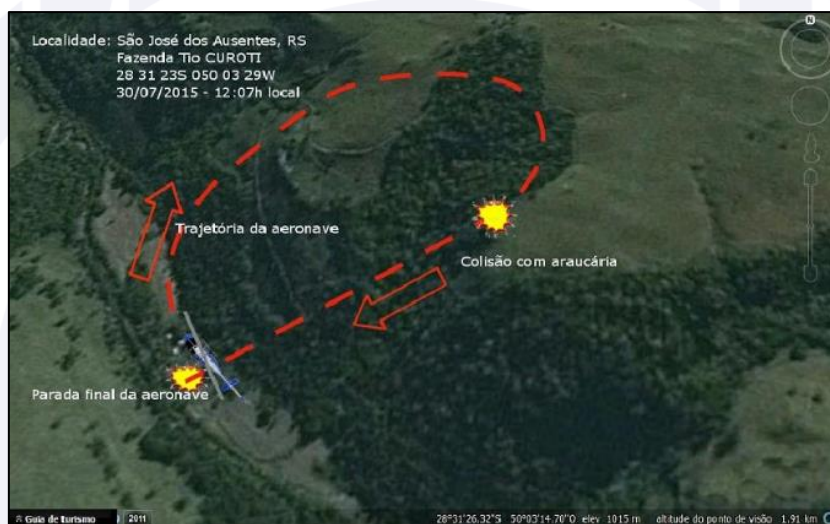 Localidade: São José dos Ausentes, RS
Fazenda Tio CUROTI
28 31 23S 050 03 29W
30/07/2015 - 12:07h local
N
Trajetória da aeronave
Colisão com araucária
Parada final da aeronave
Guia de turismo
2011
28°31'26.32"S 50°03'14.70"O elev 1015 m altitude do ponto de visão 1.91 km